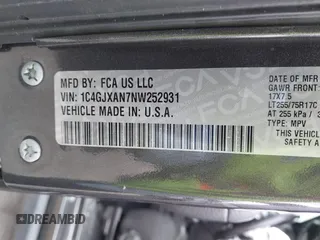 MFD BY: FCA US LLC
VIN: 1C4GJXAN7NW252931
VEHICLE MADE IN: U.S.A.
DATE OF MFR
GAWR FRONT
17X7.5
LT255/75R17C
AT 255 kPa /
TYPE: MPV
THIS VEHICLE
SAFETY A
DREAMBID